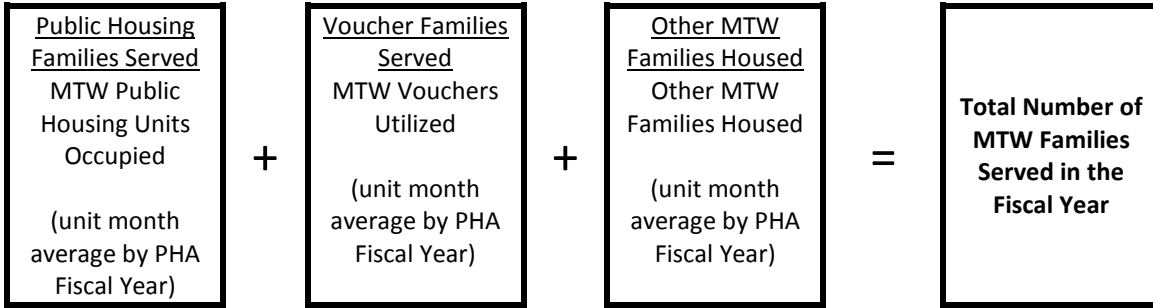 Public Housing
Families Served
MTW Public
Housing Units
Occupied
(unit month
average by PHA
Fiscal Year)
+
Voucher Families
Served
MTW Vouchers
Utilized
(unit month
average by PHA
Fiscal Year)
+
Other MTW
Families Housed
Other MTW
Families Housed
(unit month
average by PHA
Fiscal Year)
=
Total Number of
MTW Families
Served in the
Fiscal Year